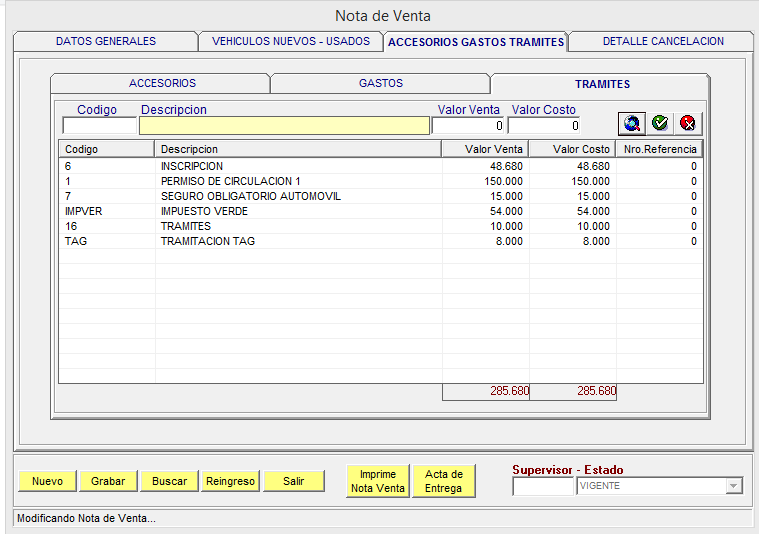 Nota de Venta
DATOS GENERALES VEHICULOS NUEVOS - USADOS ACCESORIOS GASTOS TRAMITES DETALLE CANCELACION
ACCESORIOS GASTOS TRAMITES
Codigo Descripcion Valor Venta Valor Costo
0 0
Codigo Descripcion Valor Venta Valor Costo Nro.Referencia
6 INSCRIPCION 48.680 48.680 0
1 PERMISO DE CIRCULACION 1 150.000 150.000 0
7 SEGURO OBLIGATORIO AUTOMOVIL 15.000 15.000 0
IMPVER IMPUESTO VERDE 54.000 54.000 0
16 TRAMITES 10.000 10.000 0
TAG TRAMITACION TAG 8.000 8.000 0
285.680 285.680
Supervisor - Estado
Nuevo Grabar Buscar Reingreso Salir Imprime Nota Venta Acta de Entrega VIGENTE
Modificando Nota de Venta...